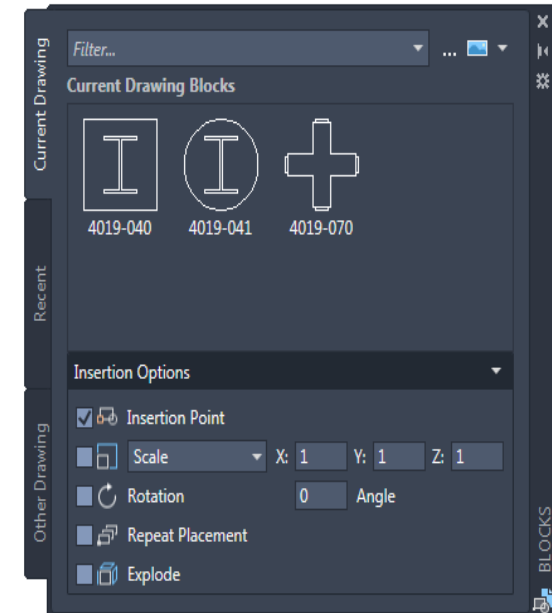 Current Drawing
Recent
Other Drawing
Filter... ...
Current Drawing Blocks
4019-040 4019-041 4019-070
Insertion Options
Insertion Point
Scale X: 1 Y: 1 Z: 1
Rotation 0 Angle
Repeat Placement
Explode
BLOCKS